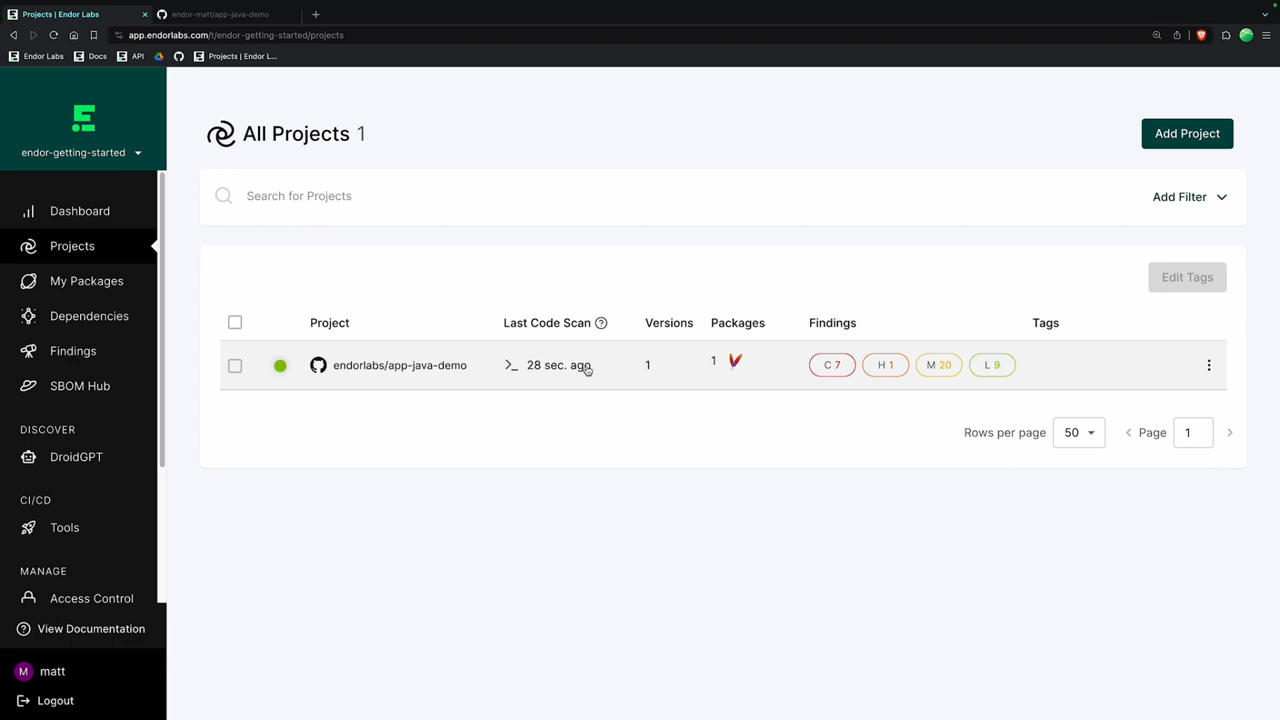 Projects | Endor Labs
endor-matt/app-java-demo
app.endorlabs.com/t/endor-getting-started/projects
Endor Labs
Docs
API
Projects | Endor L...
endor-getting-started
Dashboard
Projects
My Packages
Dependencies
Findings
SBOM Hub
DISCOVER
DroidGPT
CI/CD
Tools
MANAGE
Access Control
View Documentation
M matt
Logout
All Projects 1
Add Project
Search for Projects
Add Filter
Edit Tags
Project Last Code Scan Versions Packages Findings Tags
endorlabs/app-java-demo 28 sec. ago 1 1 C 7 H 1 M 20 L 9
Rows per page 50 Page 1